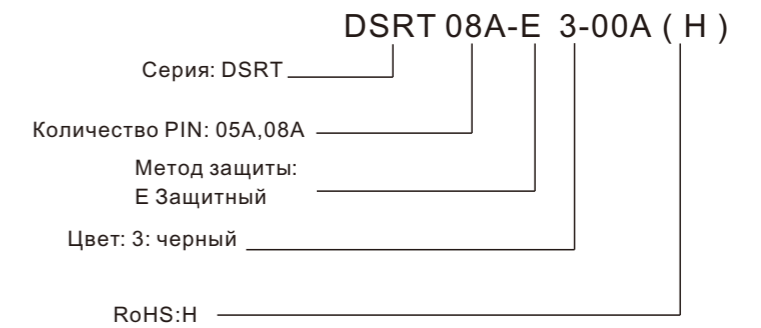 DSRT 08A-E 3-00A ( H )
Серия: DSRT
Количество PIN: 05A,08A
Метод защиты:
E Защитный
Цвет: 3: черный
RoHS:H